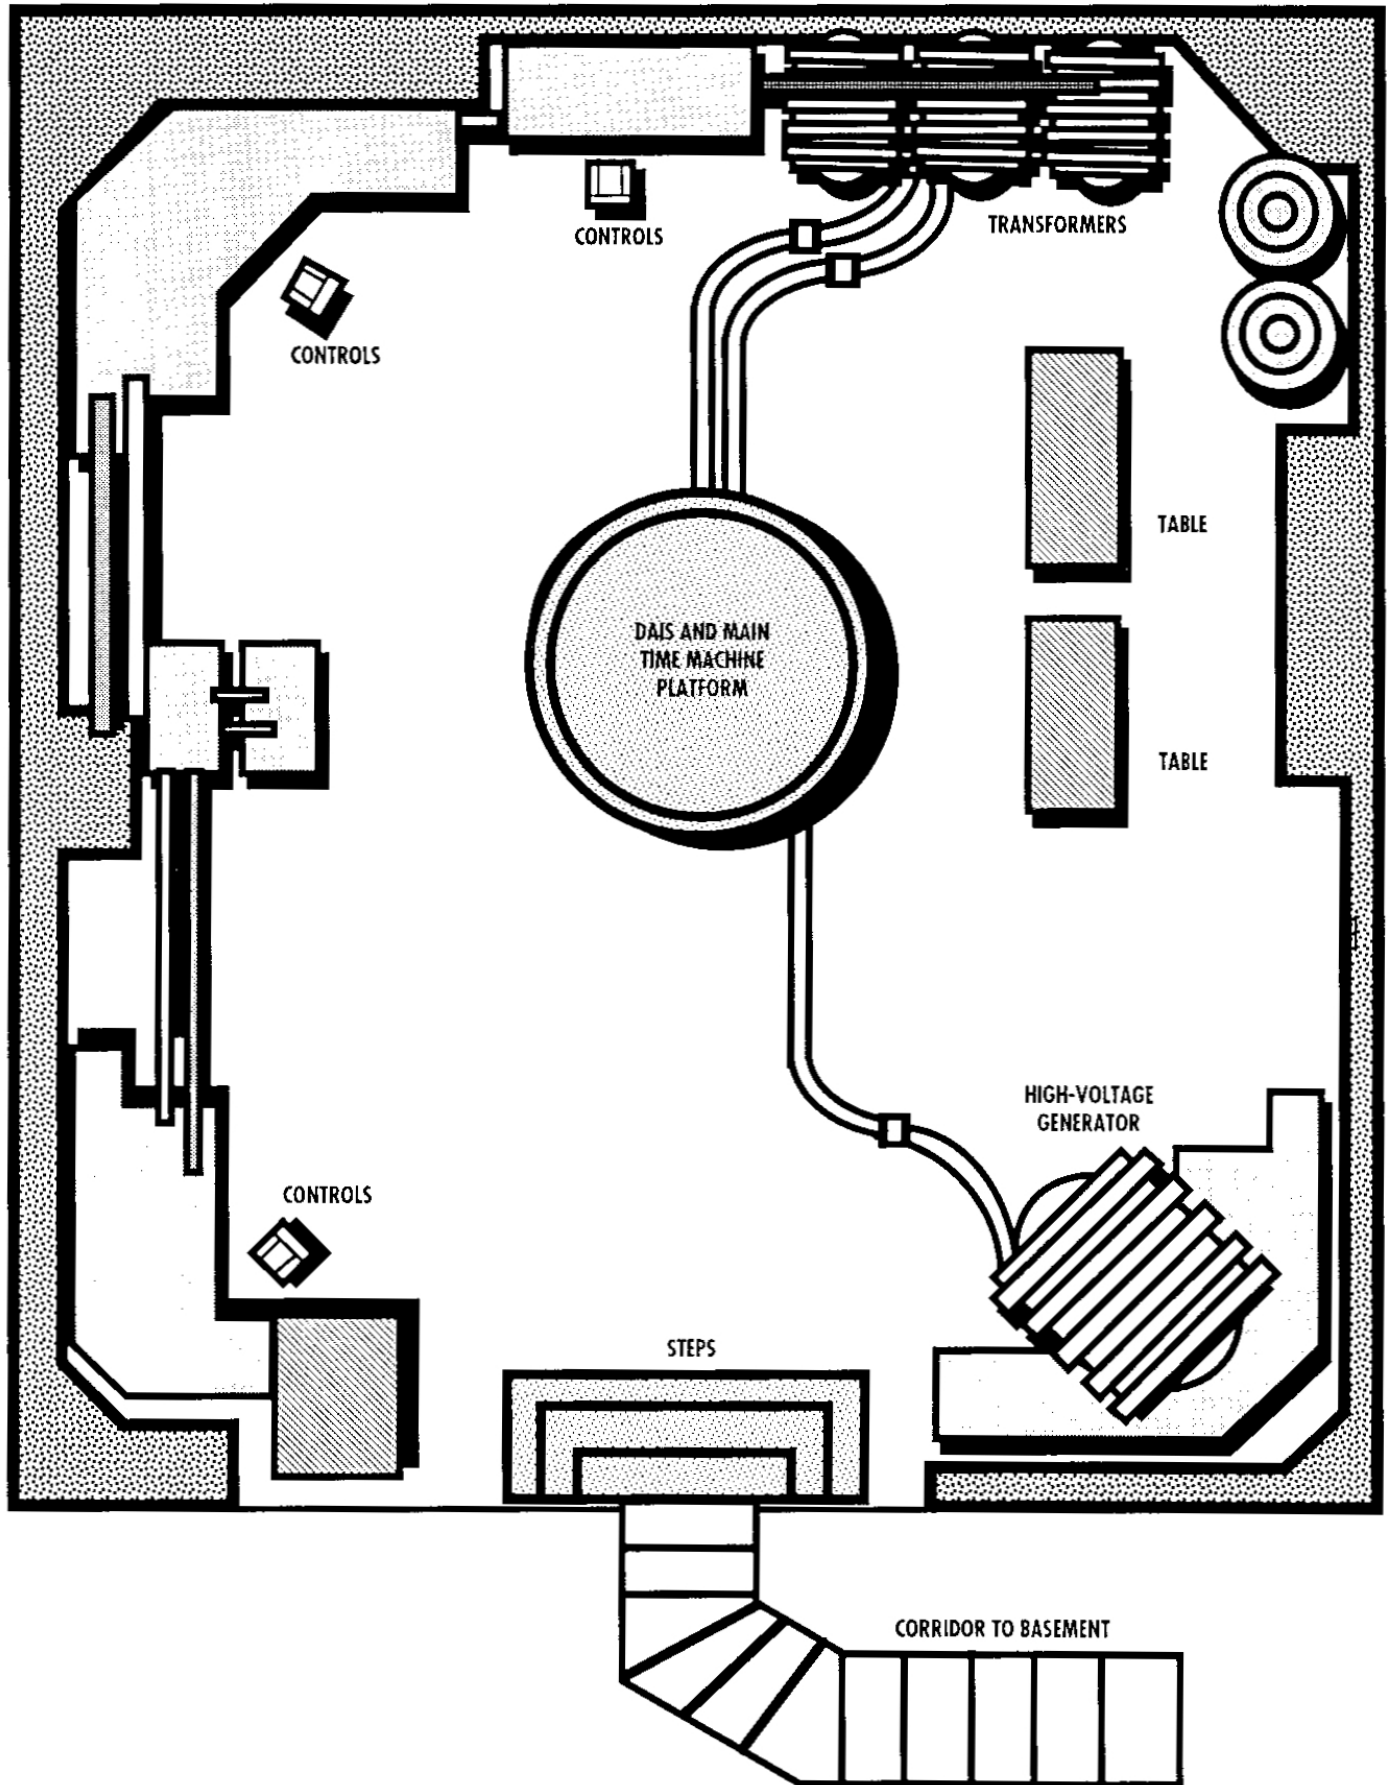 TRANSFORMERS
CONTROLS
CONTROLS
TABLE
DAIS AND MAIN
TIME MACHINE
PLATFORM
TABLE
HIGH-VOLTAGE
GENERATOR
CONTROLS
STEPS
CORRIDOR TO BASEMENT